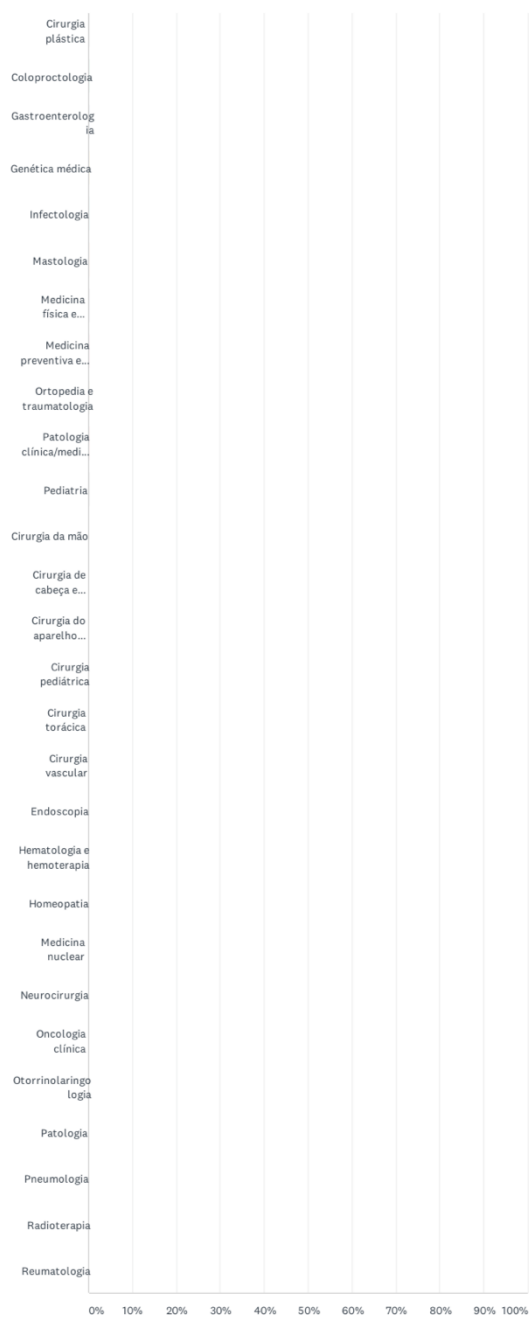 Cirurgia
plástica
Coloproctologia
Gastroenterolog
ia
Genética médica
Infectologia
Mastologia
Medicina
física e...
Medicina
preventiva e...
Ortopedia e
traumatologia
Patologia
clínica/medi...
Pediatria
Cirurgia da mão
Cirurgia de
cabeça e...
Cirurgia do
aparelho...
Cirurgia
pediátrica
Cirurgia
torácica
Cirurgia
vascular
Endoscopia
Hematologia e
hemoterapia
Homeopatia
Medicina
nuclear
Neurocirurgia
Oncologia
clínica
Otorrinolaringo
logia
Patologia
Pneumologia
Radioterapia
Reumatologia
0% 10% 20% 30% 40% 50% 60% 70% 80% 90% 100%